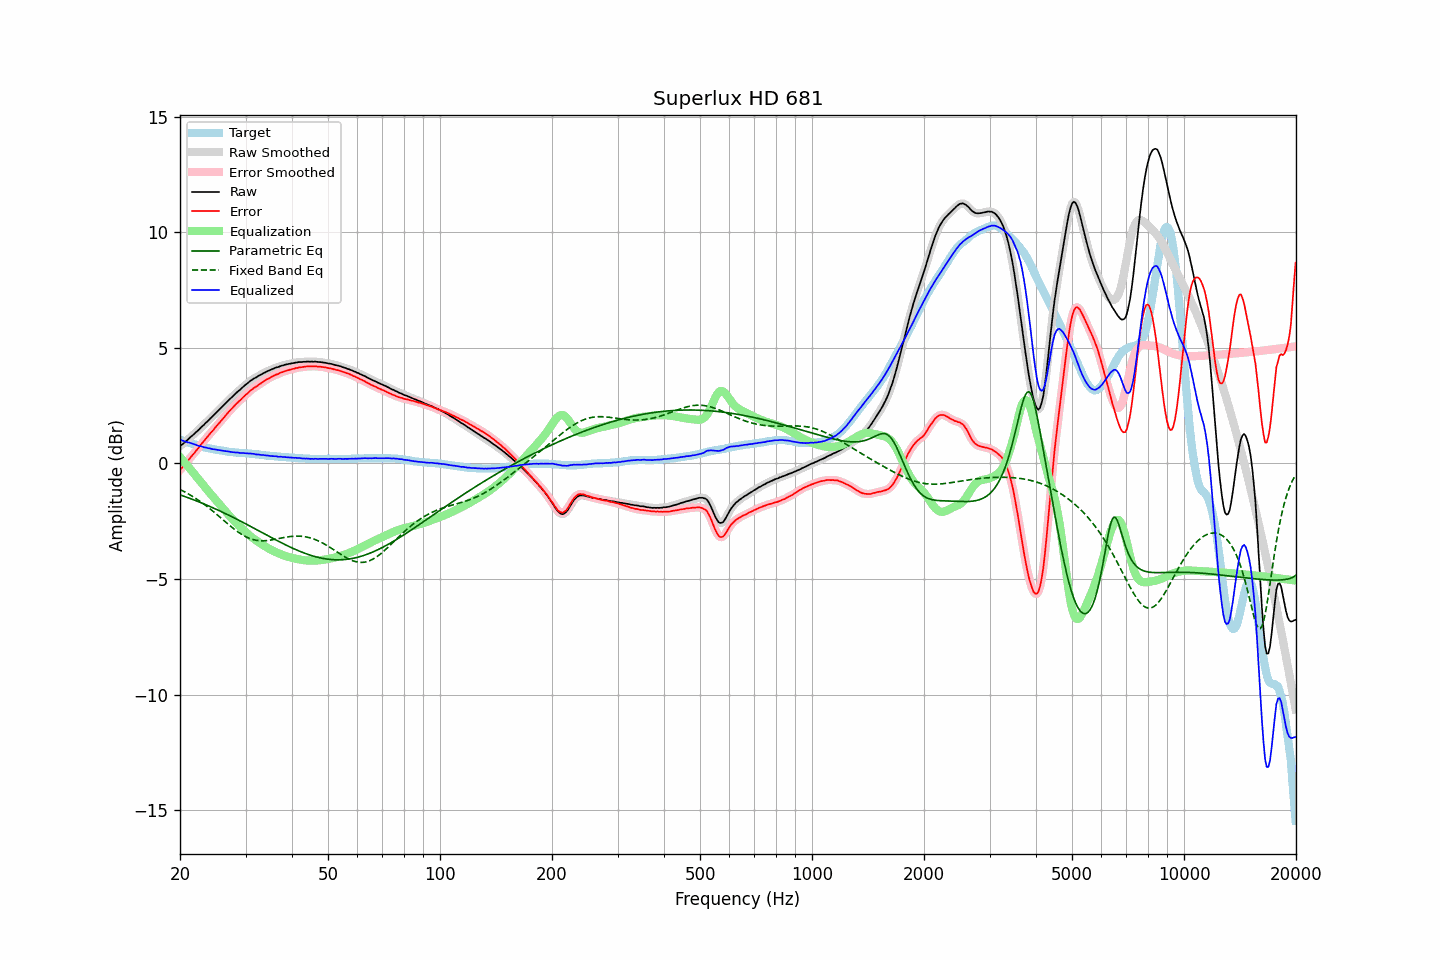 Superlux HD 681
Target
Raw Smoothed
Error Smoothed
Raw
Error
Equalization
Parametric Eq
Fixed Band Eq
Equalized
Amplitude (dBr)
15
10
5
0
−5
−10
−15
20 50 100 200 500 1000 2000 5000 10000 20000
Frequency (Hz)